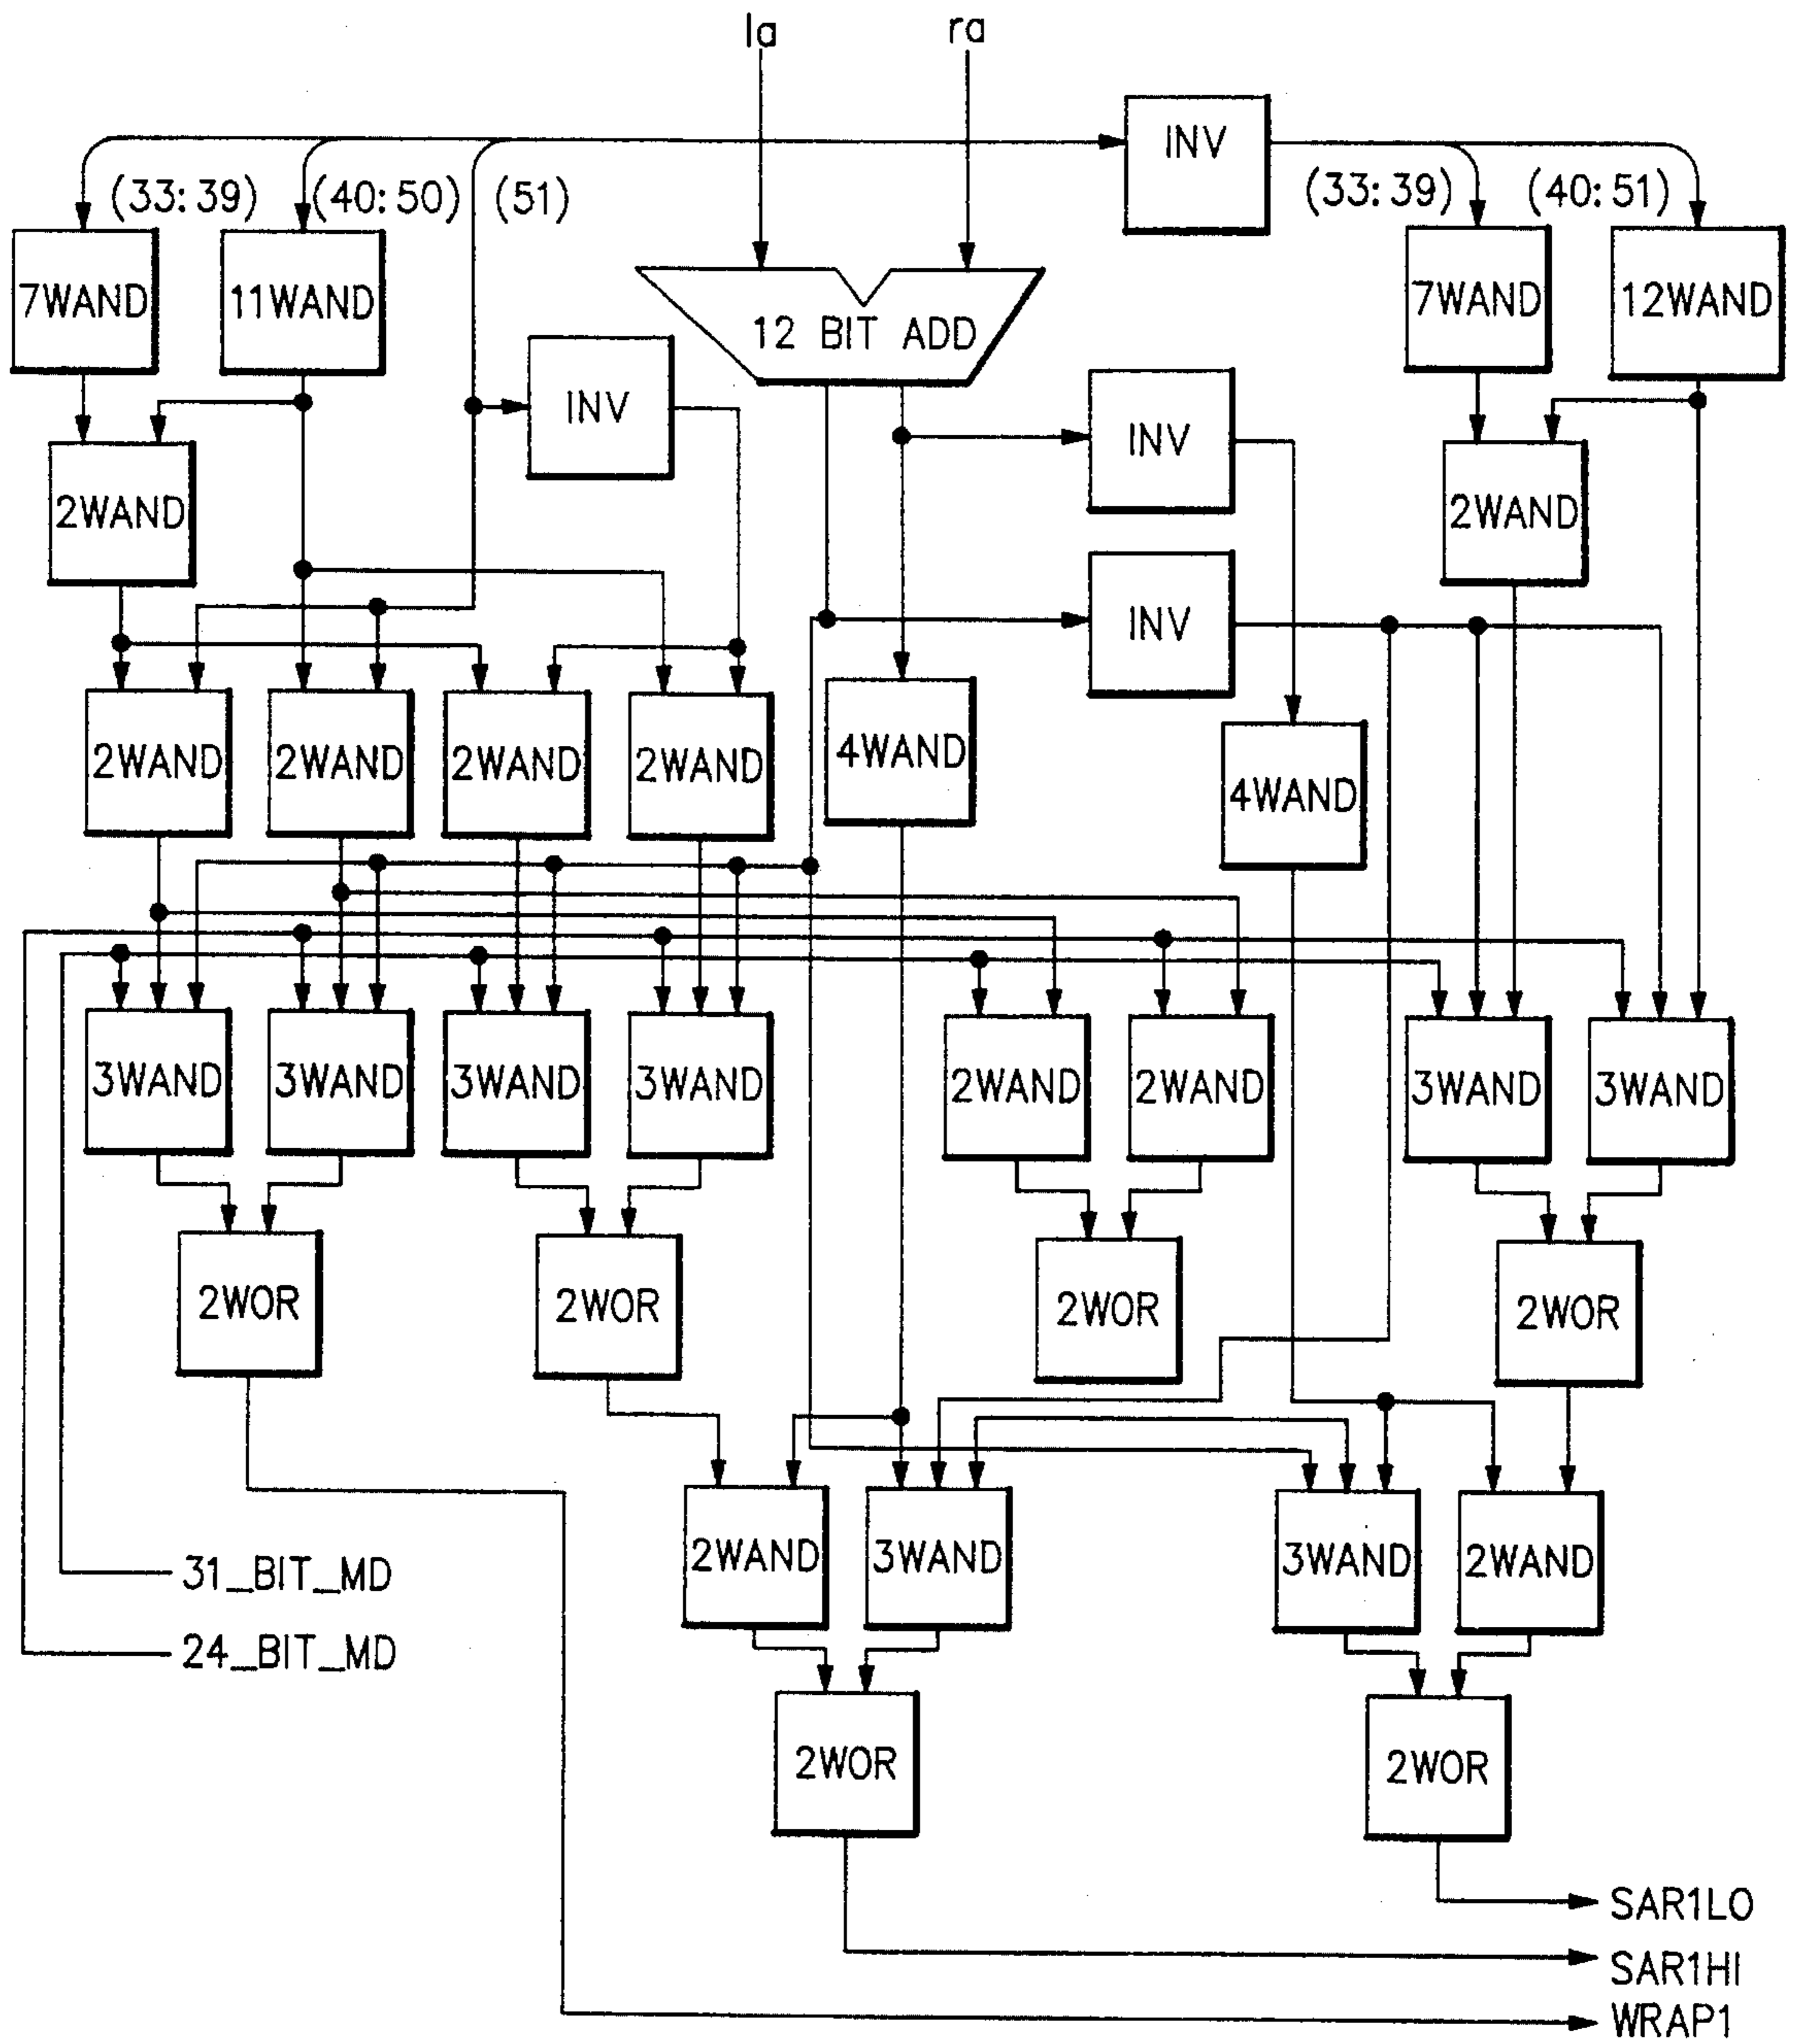 la ra
INV
(33:39) (40:50) (51) (33:39) (40:51)
7WAND 11WAND 12 BIT ADD 7WAND 12WAND
INV INV
2WAND 2WAND
INV
2WAND 2WAND 2WAND 2WAND 4WAND 4WAND
3WAND 3WAND 3WAND 3WAND 2WAND 2WAND 3WAND 3WAND
2WOR 2WOR 2WOR 2WOR
2WAND 3WAND 3WAND 2WAND
31_BIT_MD
24_BIT_MD
2WOR 2WOR
SAR1LO
SAR1HI
WRAP1